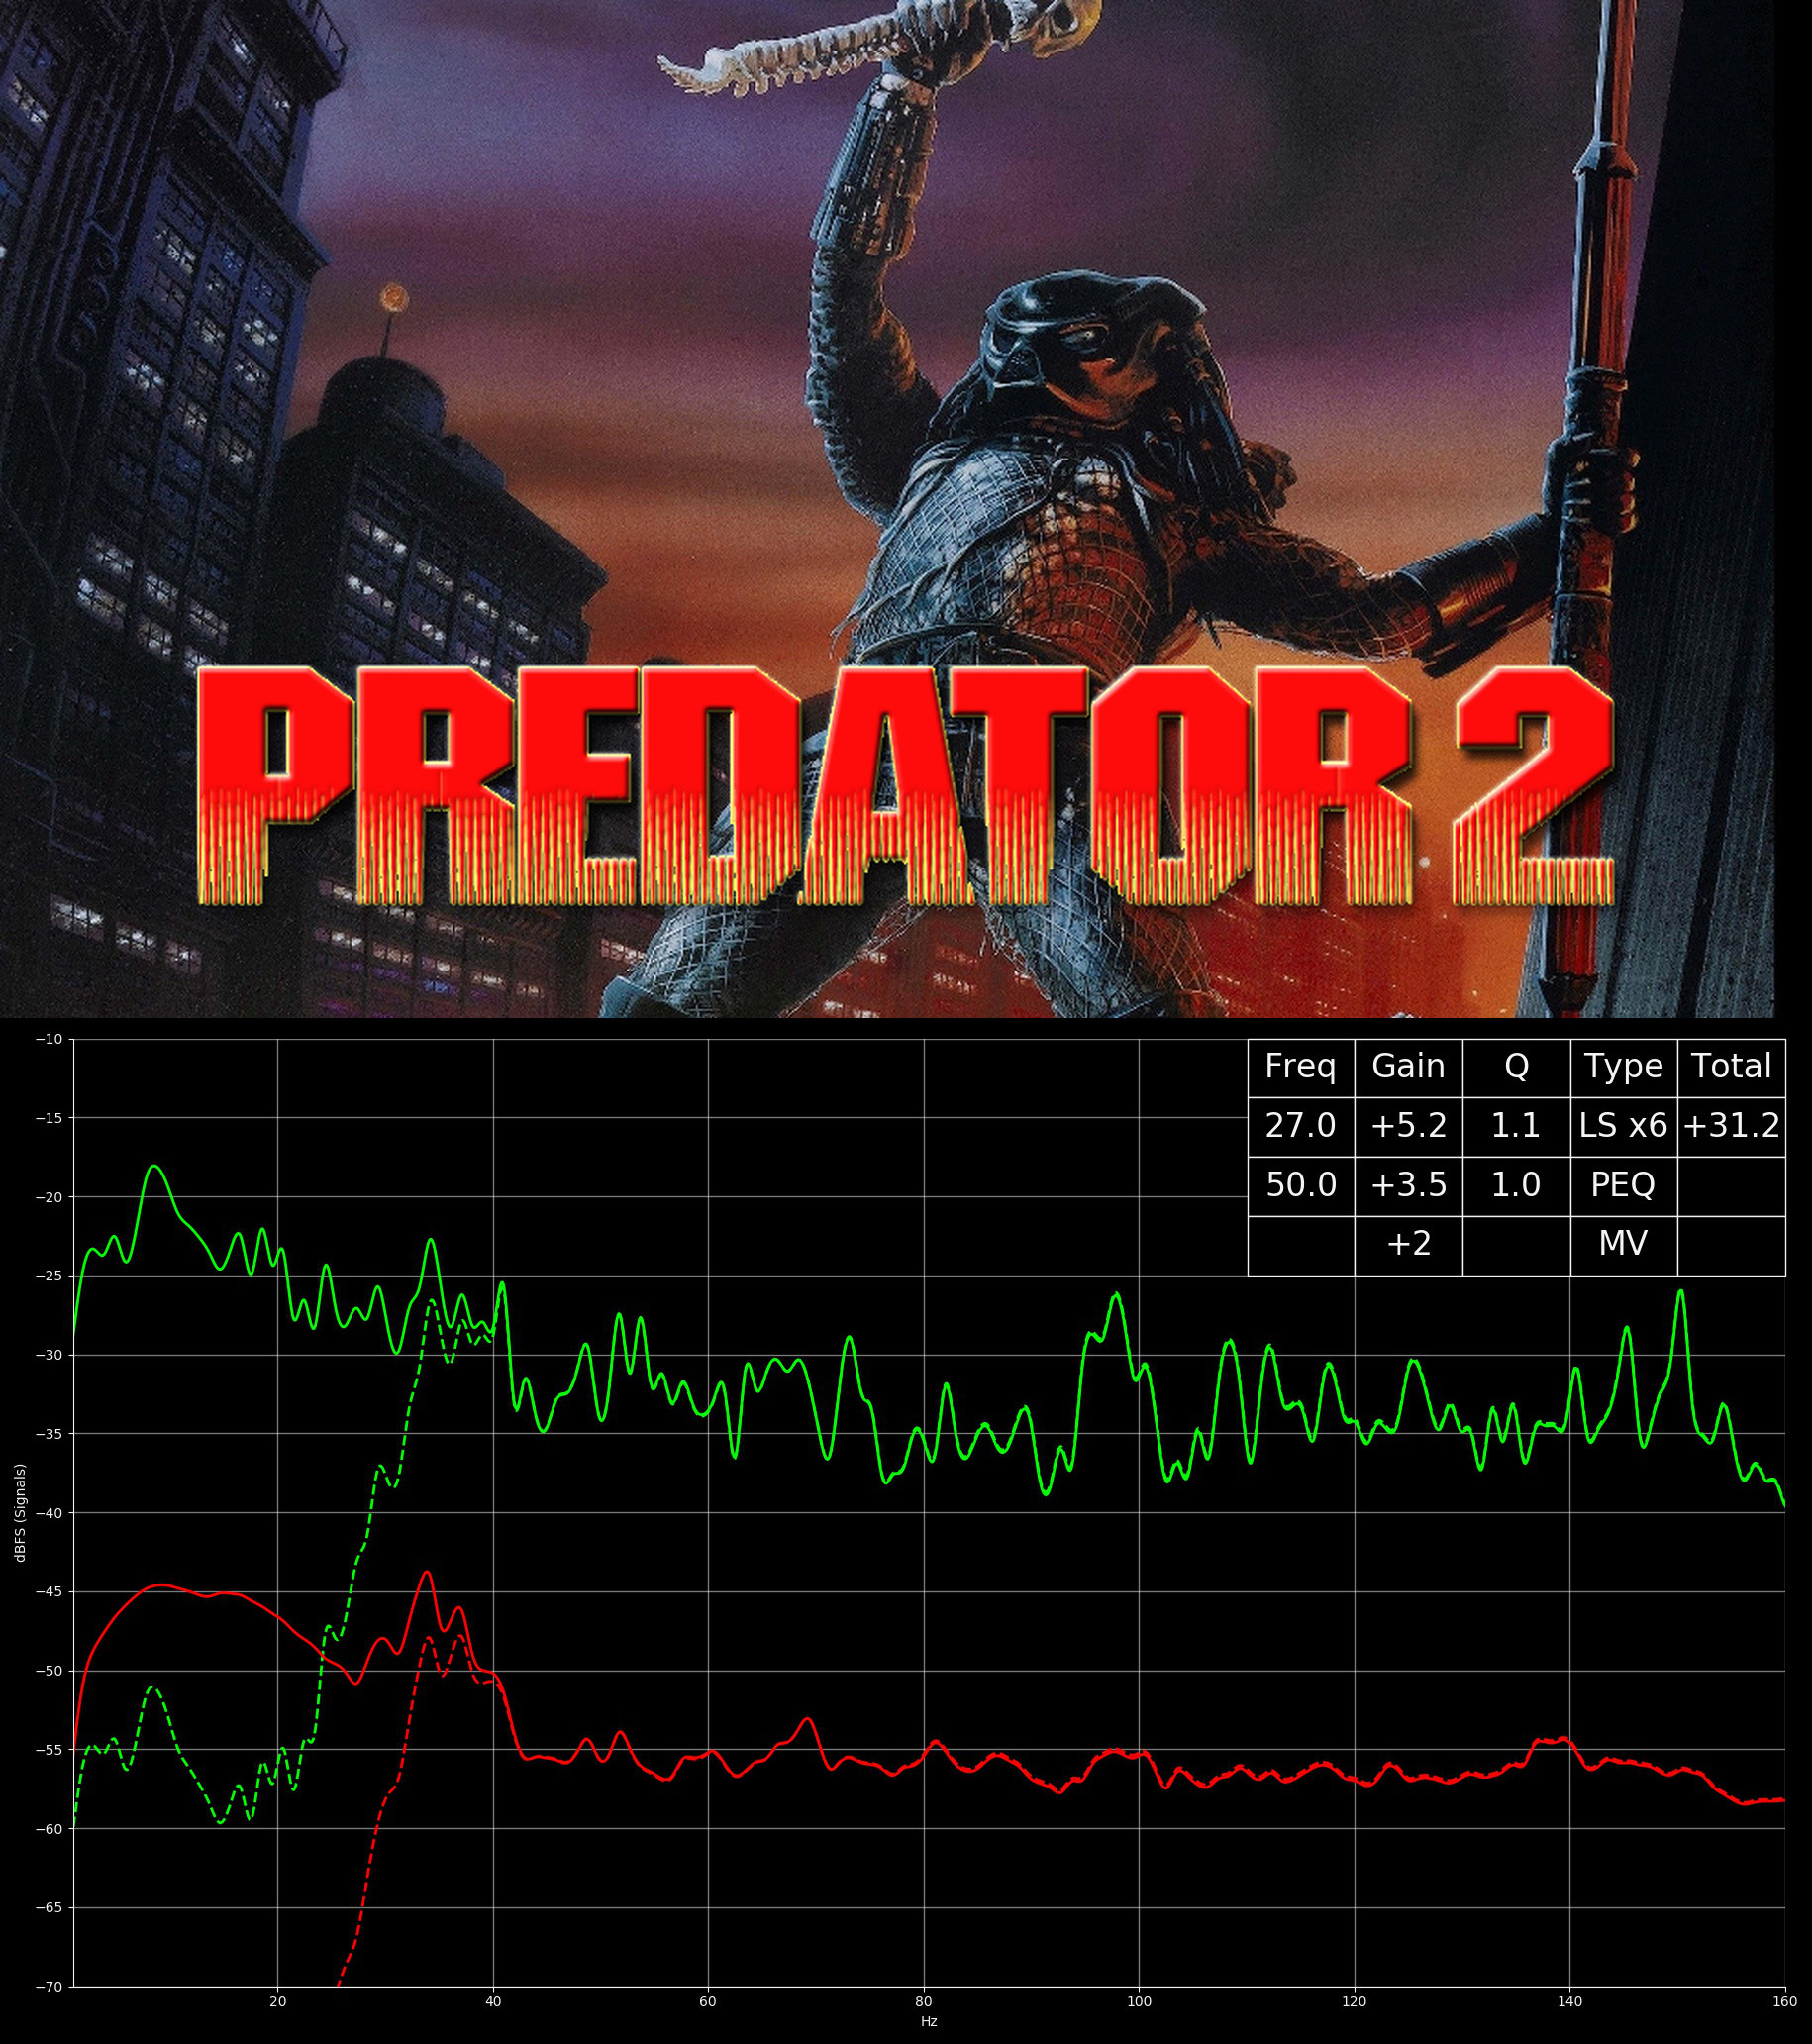 PREDATOR 2
Freq Gain Q Type Total
27.0 +5.2 1.1 LS x6 +31.2
50.0 +3.5 1.0 PEQ
+2 MV
−10
−15
−20
−25
−30
−35
−40
−45
−50
−55
−60
−65
−70
dBFS (Signals)
20 40 60 80 100 120 140 160
Hz